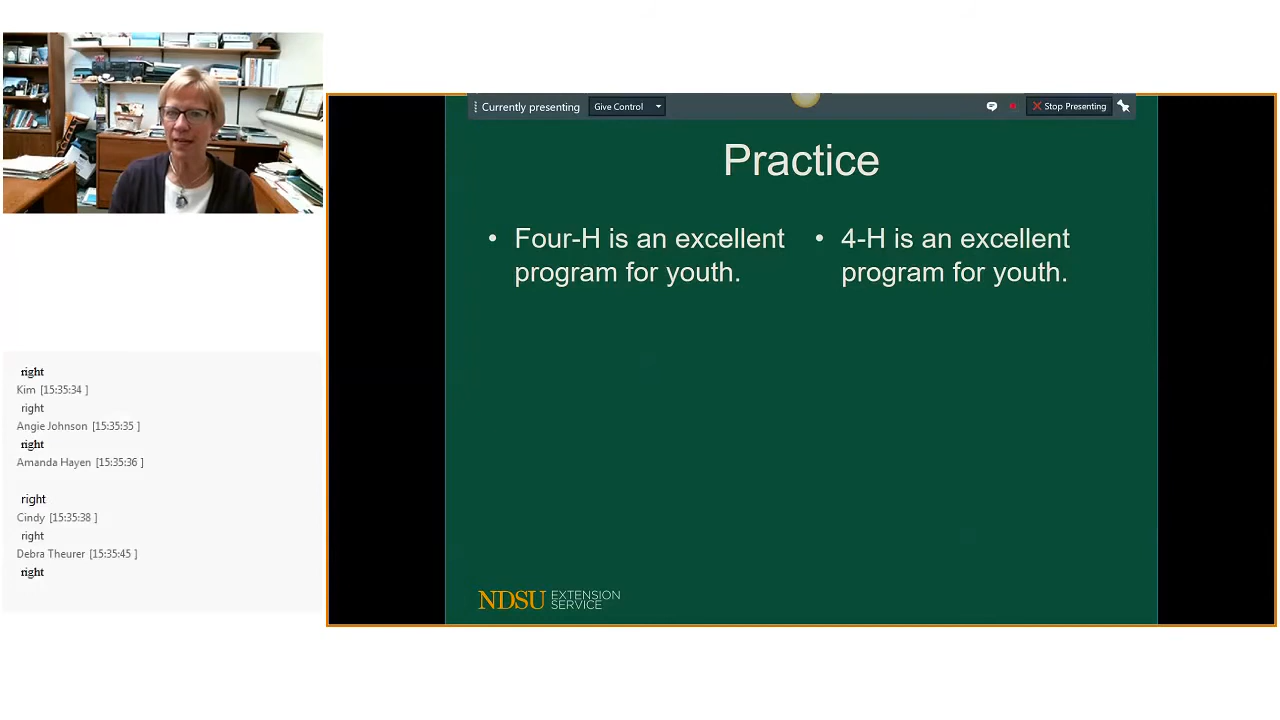 Currently presenting
Give Control
Stop Presenting
Practice
• Four-H is an excellent
program for youth.
• 4-H is an excellent
program for youth.
NDSU EXTENSION
SERVICE
right
Kim [15:35:34 ]
right
Angie Johnson [15:35:35 ]
right
Amanda Hayen [15:35:36 ]
right
Cindy [15:35:38 ]
right
Debra Theurer [15:35:45 ]
right